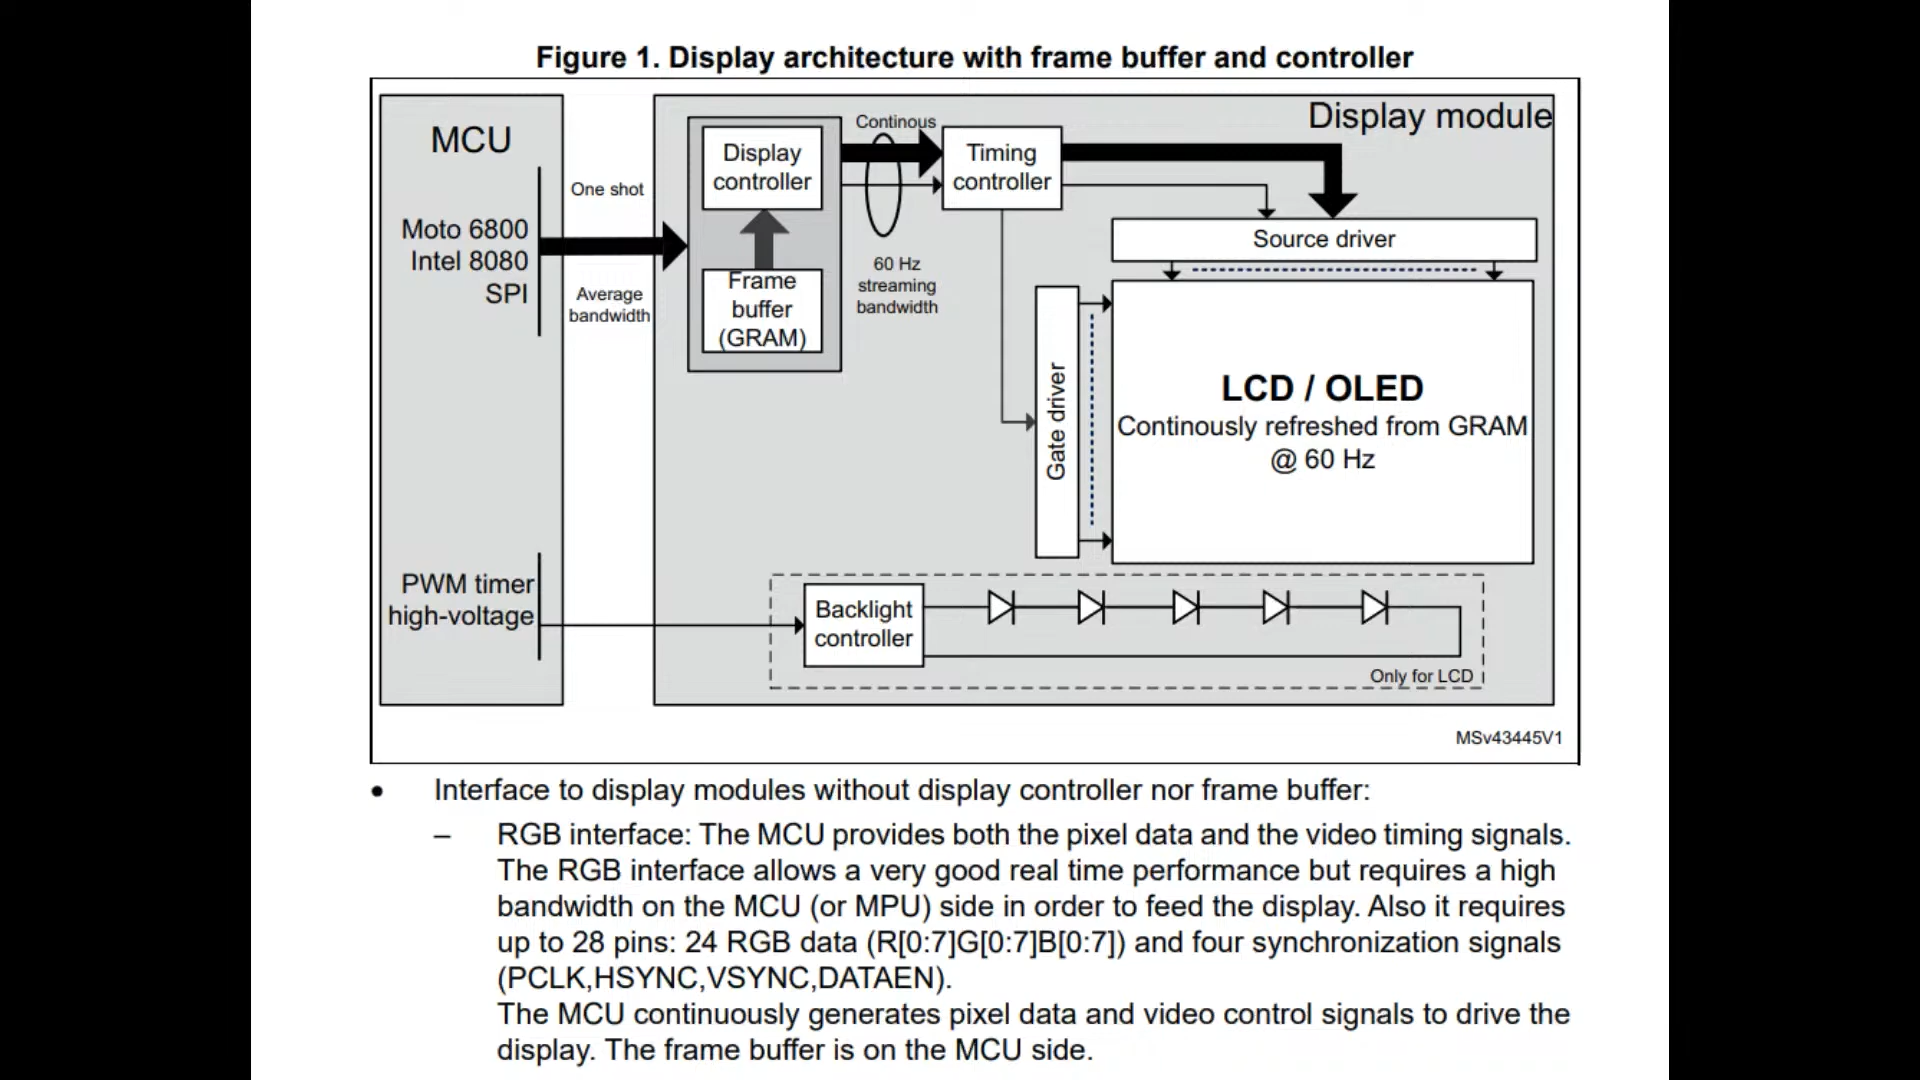 Figure 1. Display architecture with frame buffer and controller
Display module
MCU
Continous
Display
controller
Timing
controller
One shot
Moto 6800
Intel 8080
SPI
Source driver
Average
bandwidth
Frame
buffer
(GRAM)
60 Hz
streaming
bandwidth
Gate driver
LCD / OLED
Continously refreshed from GRAM
@ 60 Hz
PWM timer
high-voltage
Backlight
controller
Only for LCD
MSv43445V1
• Interface to display modules without display controller nor frame buffer:
– RGB interface: The MCU provides both the pixel data and the video timing signals.
The RGB interface allows a very good real time performance but requires a high
bandwidth on the MCU (or MPU) side in order to feed the display. Also it requires
up to 28 pins: 24 RGB data (R[0:7]G[0:7]B[0:7]) and four synchronization signals
(PCLK,HSYNC,VSYNC,DATAEN).
The MCU continuously generates pixel data and video control signals to drive the
display. The frame buffer is on the MCU side.